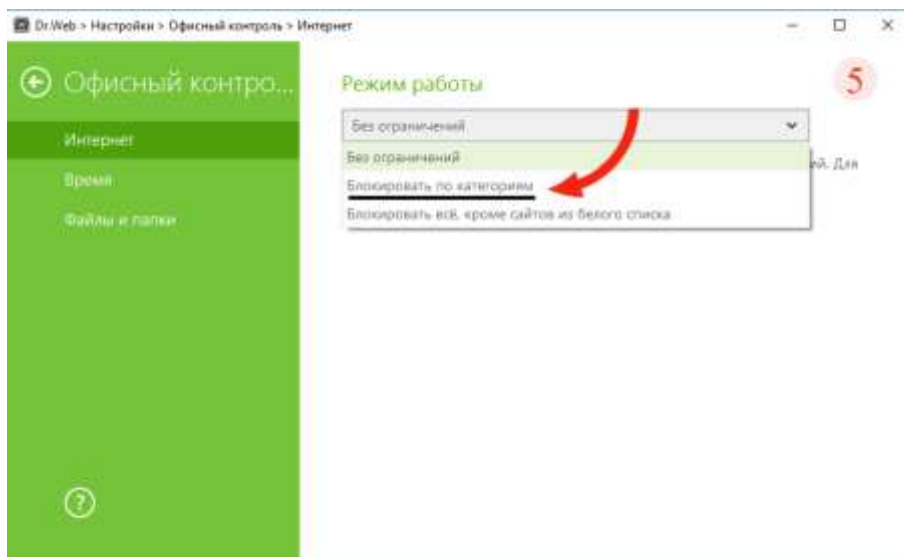 Dr.Web > Настройки > Офисный контроль > Интернет
Офисный контро...
Интернет
Время
Файлы и папки
Режим работы
5
Без ограничений
Без ограничений
ий. Для
Блокировать по категориям
Блокировать всё, кроме сайтов из белого списка
?